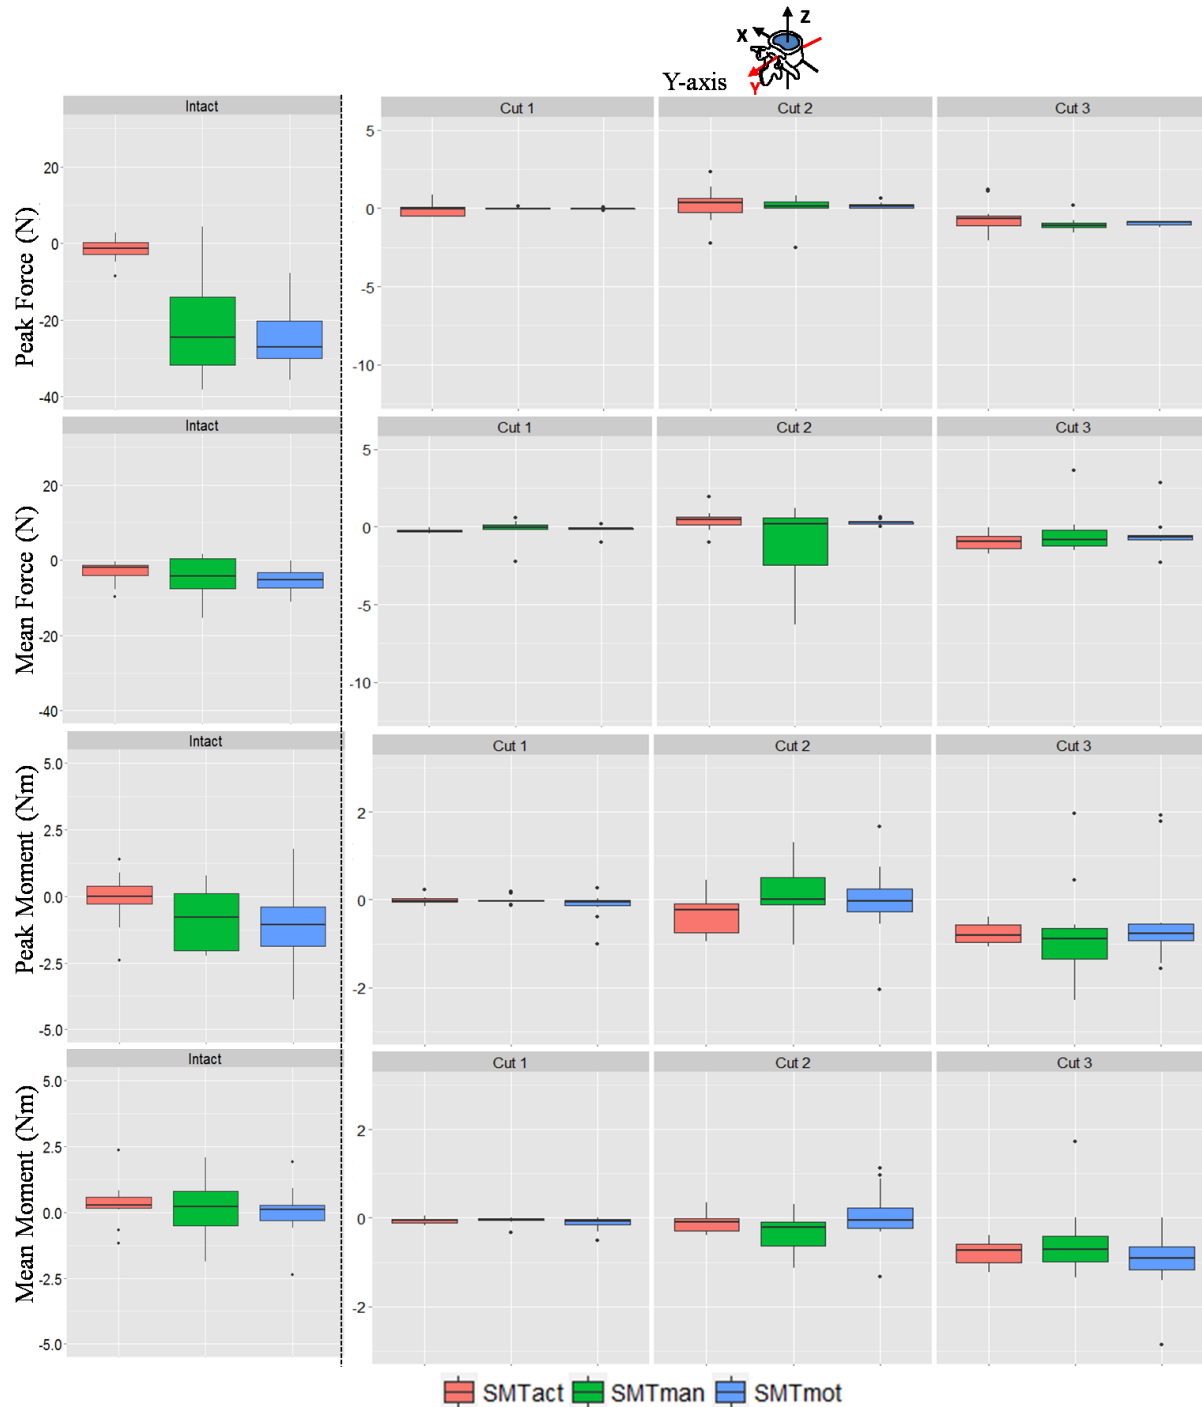 Z
X
Y-axis
Y
Intact
Cut 1
Cut 2
Cut 3
Peak Force (N)
20
0
-20
-40
5
0
-5
-10
Intact
Cut 1
Cut 2
Cut 3
Mean Force (N)
20
0
-20
-40
5
0
-5
-10
Intact
Cut 1
Cut 2
Cut 3
Peak Moment (Nm)
5.0
2.5
0.0
-2.5
-5.0
2
0
-2
Intact
Cut 1
Cut 2
Cut 3
Mean Moment (Nm)
5.0
2.5
0.0
-2.5
-5.0
2
0
-2
SMTact SMTman SMTmot